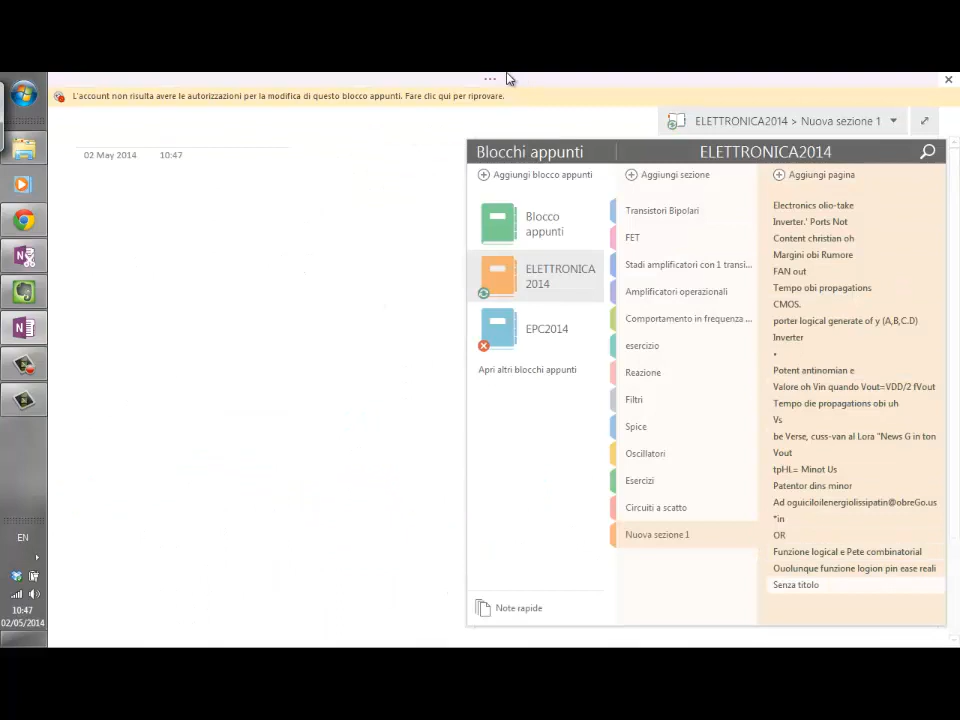 ...
L'account non risulta avere le autorizzazioni per la modifica di questo blocco appunti. Fare clic qui per riprovare.
ELETTRONICA2014 > Nuova sezione 1
02 May 2014 10:47
Blocchi appunti
ELETTRONICA2014
Aggiungi blocco appunti
Aggiungi sezione
Aggiungi pagina
Blocco
appunti
ELETTRONICA
2014
EPC2014
Apri altri blocchi appunti
Note rapide
Transistori Bipolari
FET
Stadi amplificatori con 1 transi...
Amplificatori operazionali
Comportamento in frequenza ...
esercizio
Reazione
Filtri
Spice
Oscillatori
Esercizi
Circuiti a scatto
Nuova sezione 1
Electronics olio-take
Inverter.' Ports Not
Content christian oh
Margini obi Rumore
FAN out
Tempo obi propagations
CMOS.
porter logical generate of y (A,B,C.D)
Inverter
•
Potent antinomian e
Valore oh Vin quando Vout=VDD/2 fVout
Tempo die propagations obi uh
Vs
be Verse, cuss-van al Lora "News G in ton
Vout
tpHL= Minot Us
Patentor dins minor
Ad oguiciloilenergiolissipatin@obreGo.us
*in
OR
Funzione logical e Pete combinatorial
Ouolunque funzione logion pin ease reali
Senza titolo
EN
10:47
02/05/2014